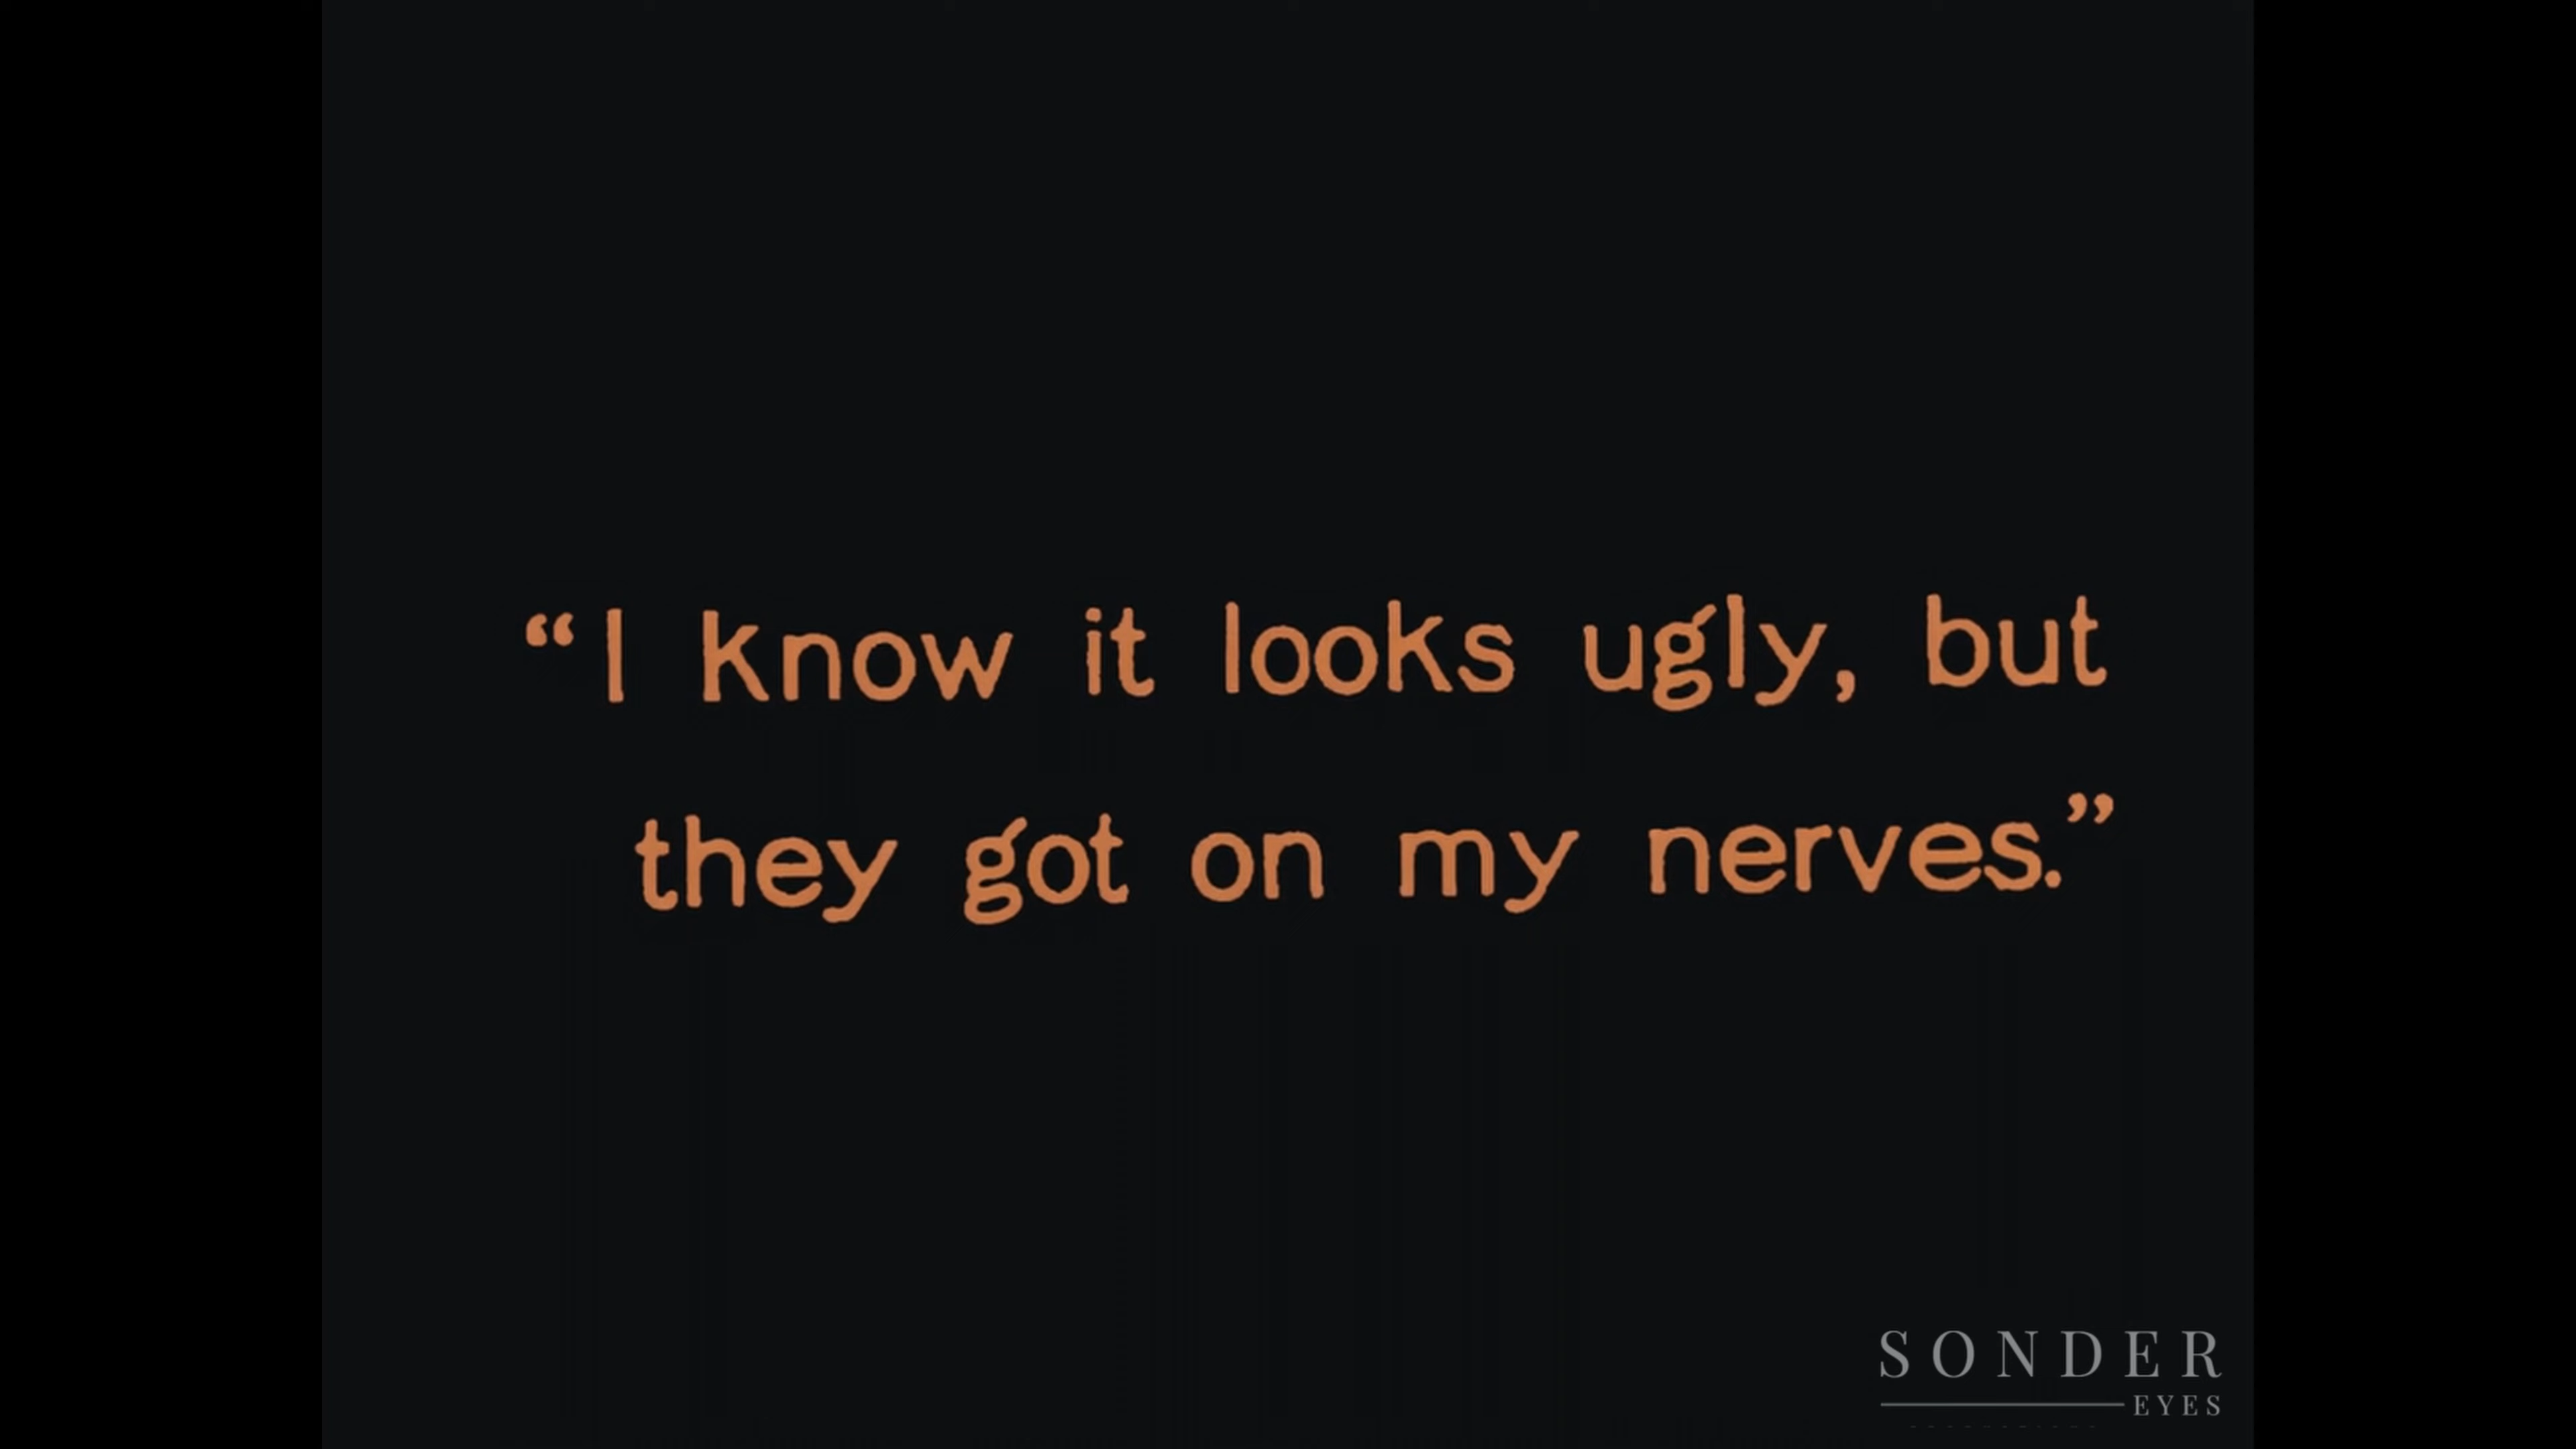 “I know it looks ugly, but
they got on my nerves.”
SONDER
EYES